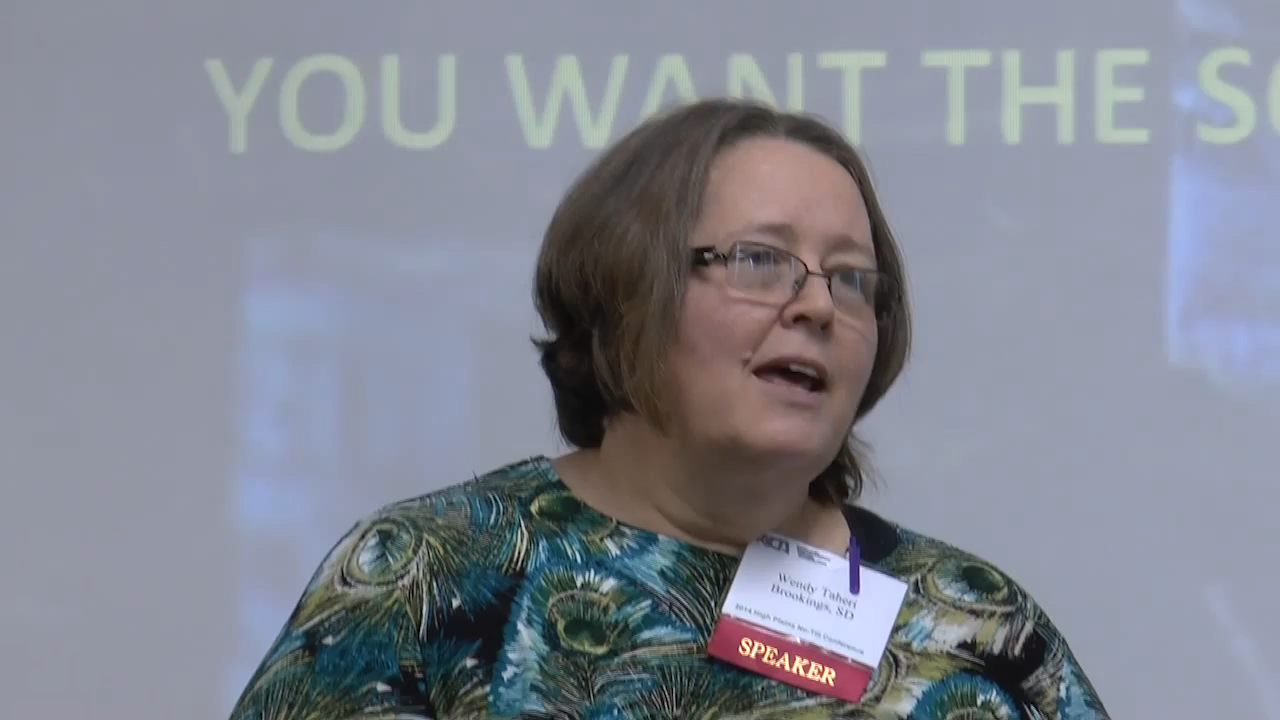 YOU WANT THE
Wendy Taheri
Brookings, SD
2014 High Plains No-Till Conference
SPEAKER